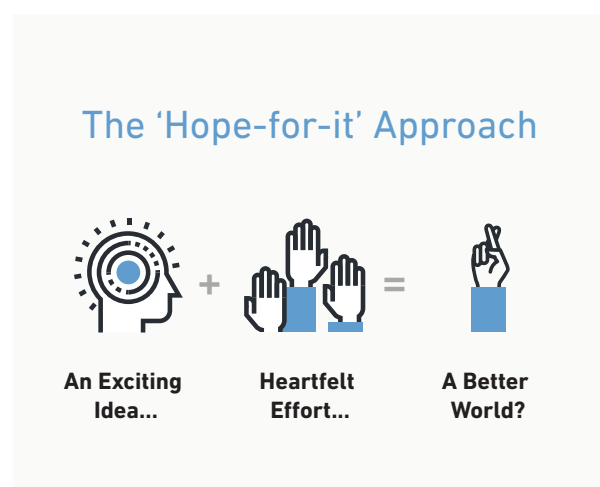 The ‘Hope-for-it’ Approach
+ =
An Exciting Heartfelt A Better
Idea... Effort... World?